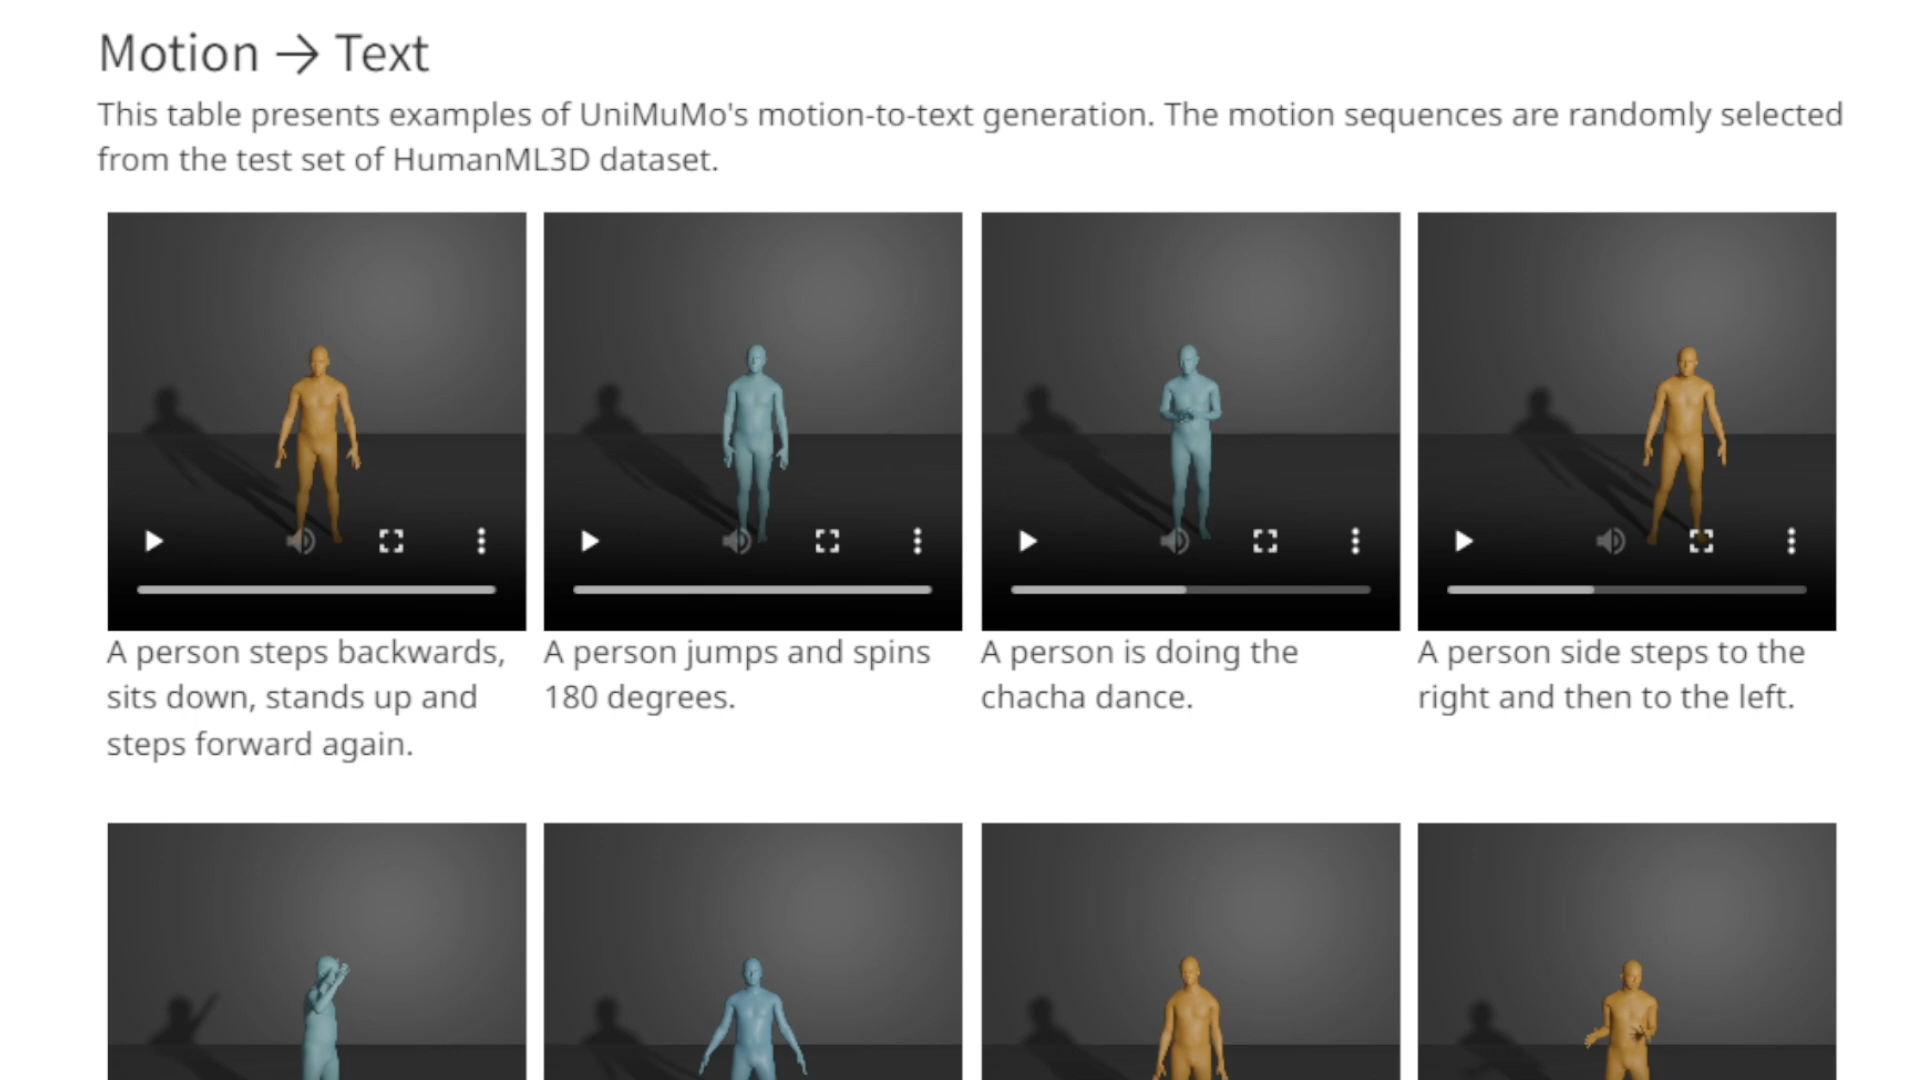 Motion → Text
This table presents examples of UniMuMo's motion-to-text generation. The motion sequences are randomly selected
from the test set of HumanML3D dataset.
A person steps backwards,
sits down, stands up and
steps forward again.
A person jumps and spins
180 degrees.
A person is doing the
chacha dance.
A person side steps to the
right and then to the left.